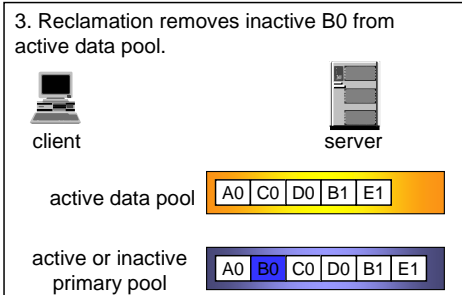 3. Reclamation removes inactive B0 from
active data pool.
client
server
active data pool
A0 C0 D0 B1 E1
active or inactive
primary pool
A0 B0 C0 D0 B1 E1